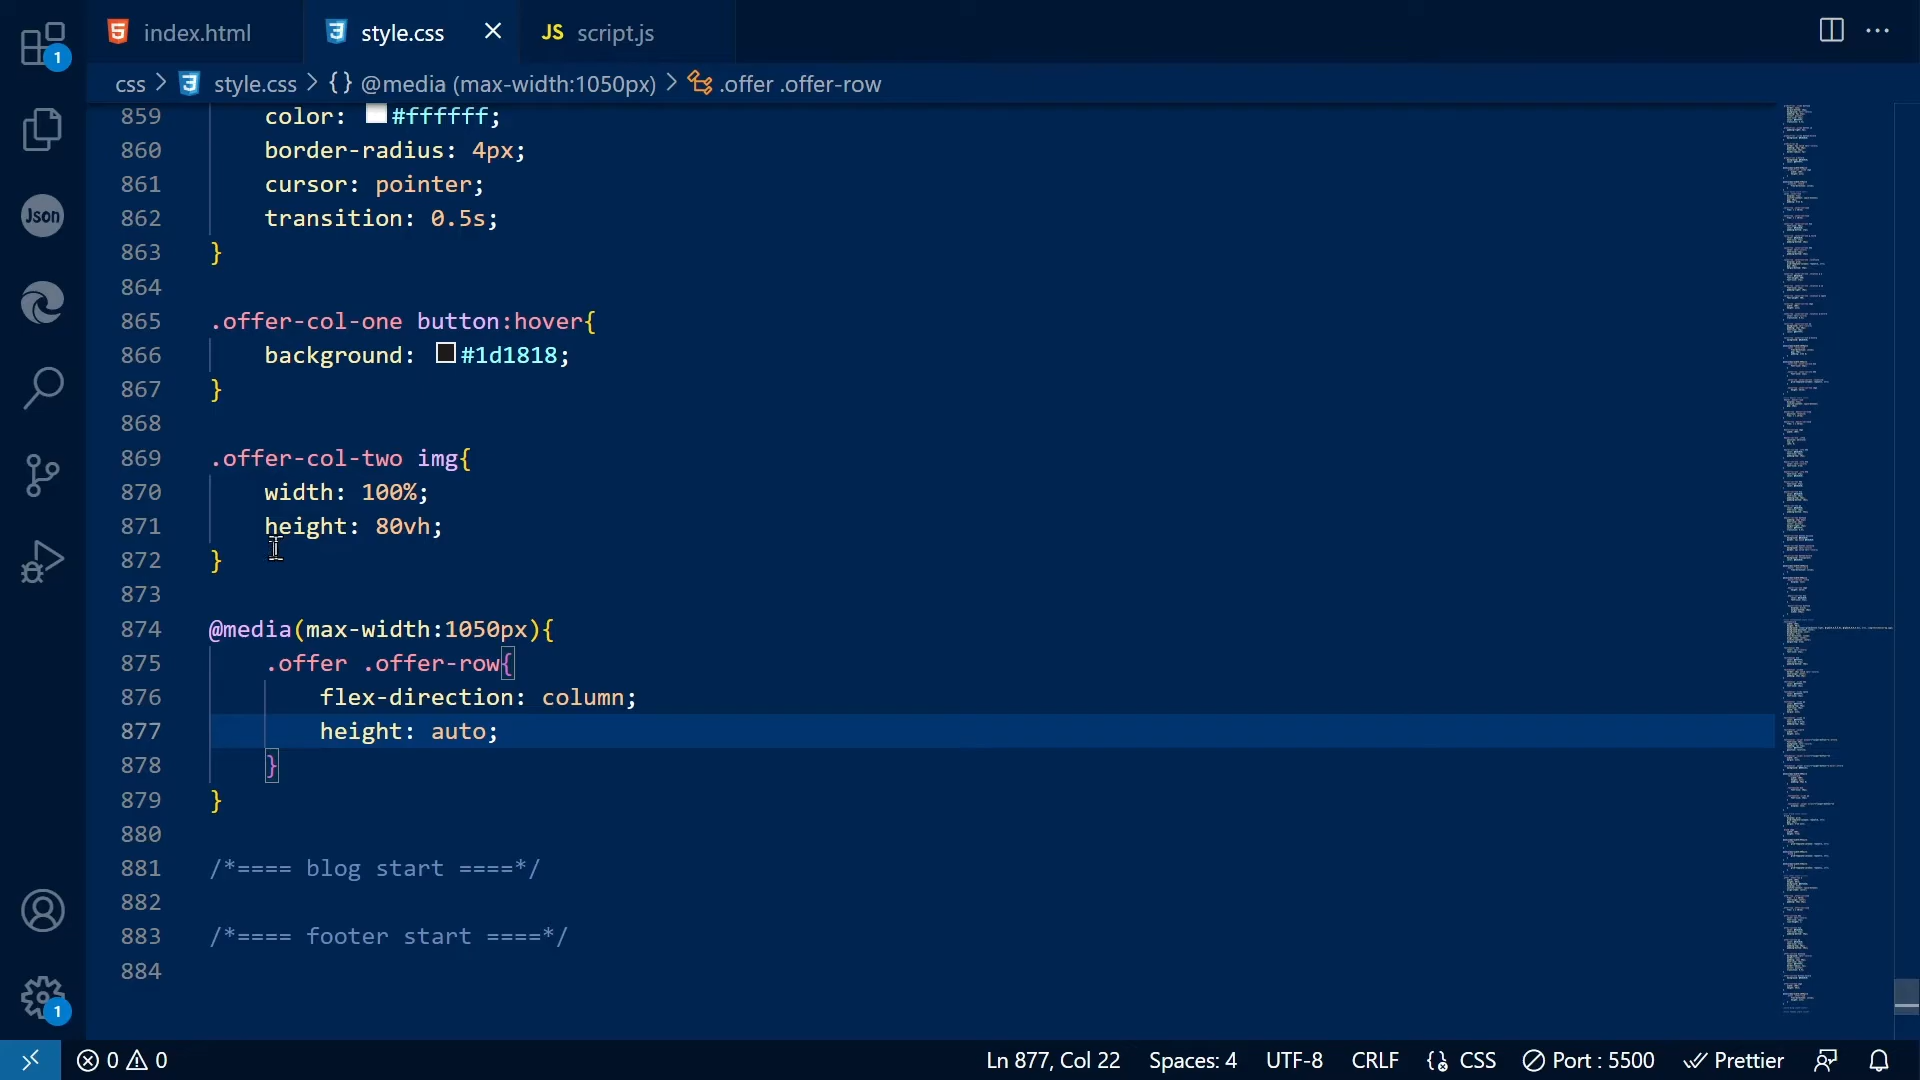 index.html
style.css
JS script.js
css > style.css > {} @media (max-width:1050px) > .offer .offer-row
859 color: #ffffff;
860 border-radius: 4px;
861 cursor: pointer;
862 transition: 0.5s;
863 }
864
865 .offer-col-one button:hover{
866 background: #1d1818;
867 }
868
869 .offer-col-two img{
870 width: 100%;
871 height: 80vh;
872 }
873
874 @media(max-width:1050px){
875 .offer .offer-row{
876 flex-direction: column;
877 height: auto;
878 }
879 }
880
881 /*==== blog start ====*/
882
883 /*==== footer start ====*/
884
1
Json
1
0 0
Ln 877, Col 22
Spaces: 4
UTF-8
CRLF
{} CSS
Port : 5500
Prettier